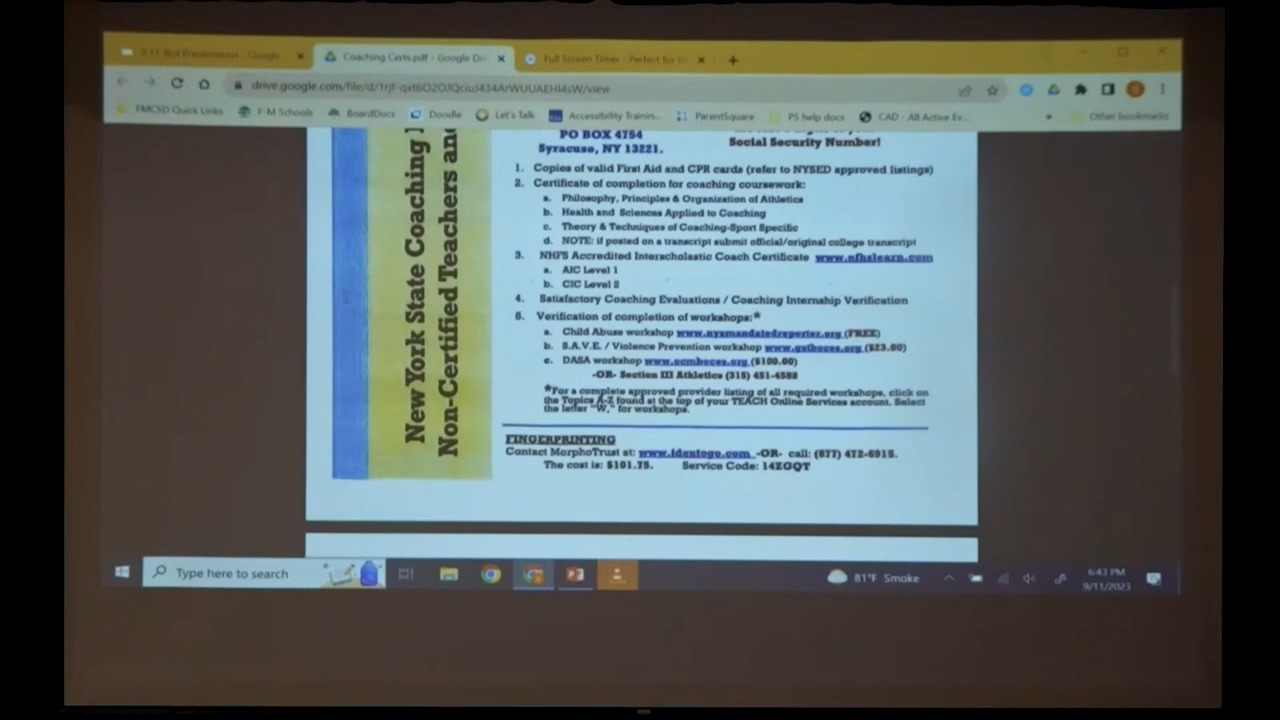 9-11 BoE Presentation - Google
Coaching Certs.pdf - Google Dri
Full Screen Timer - Perfect for
drive.google.com/file/d/
FMCSD Quick Links
F-M Schools
BoardDocs
Doodle
Let's Talk
Accessibility Trainin...
ParentSquare
PS help docs
CAD - All Active Ev...
Other bookmarks
New York State Coaching
Non-Certified Teachers and
PO BOX 4754
Syracuse, NY 13221.
Social Security Number!
1. Copies of valid First Aid and CPR cards (refer to NYSED approved listings)
2. Certificate of completion for coaching coursework:
a. Philosophy, Principles & Organization of Athletics
b. Health and Sciences Applied to Coaching
c. Theory & Techniques of Coaching-Sport Specific
d. NOTE: if posted on a transcript submit official/original college transcript
3. NHFS Accredited Interscholastic Coach Certificate www.nfhslearn.com
a. AIC Level 1
b. CIC Level 2
4. Satisfactory Coaching Evaluations / Coaching Internship Verification
5. Verification of completion of workshops:*
a. Child Abuse workshop www.nysmandatedreporter.org (FREE)
b. S.A.V.E. / Violence Prevention workshop www.gstboces.org ($23.00)
c. DASA workshop www.ocmboces.org ($100.00)
-OR- Section III Athletics (315) 451-4588
*For a complete approved provider listing of all required workshops, click on
the Topics A-Z found at the top of your TEACH Online Services account. Select
the letter "W," for workshops.
FINGERPRINTING
Contact MorphoTrust at: www.identogo.com -OR- call: (877) 472-6915.
The cost is: $101.75. Service Code: 14ZGQT
Type here to search
81°F Smoke
6:43 PM
9/11/2023